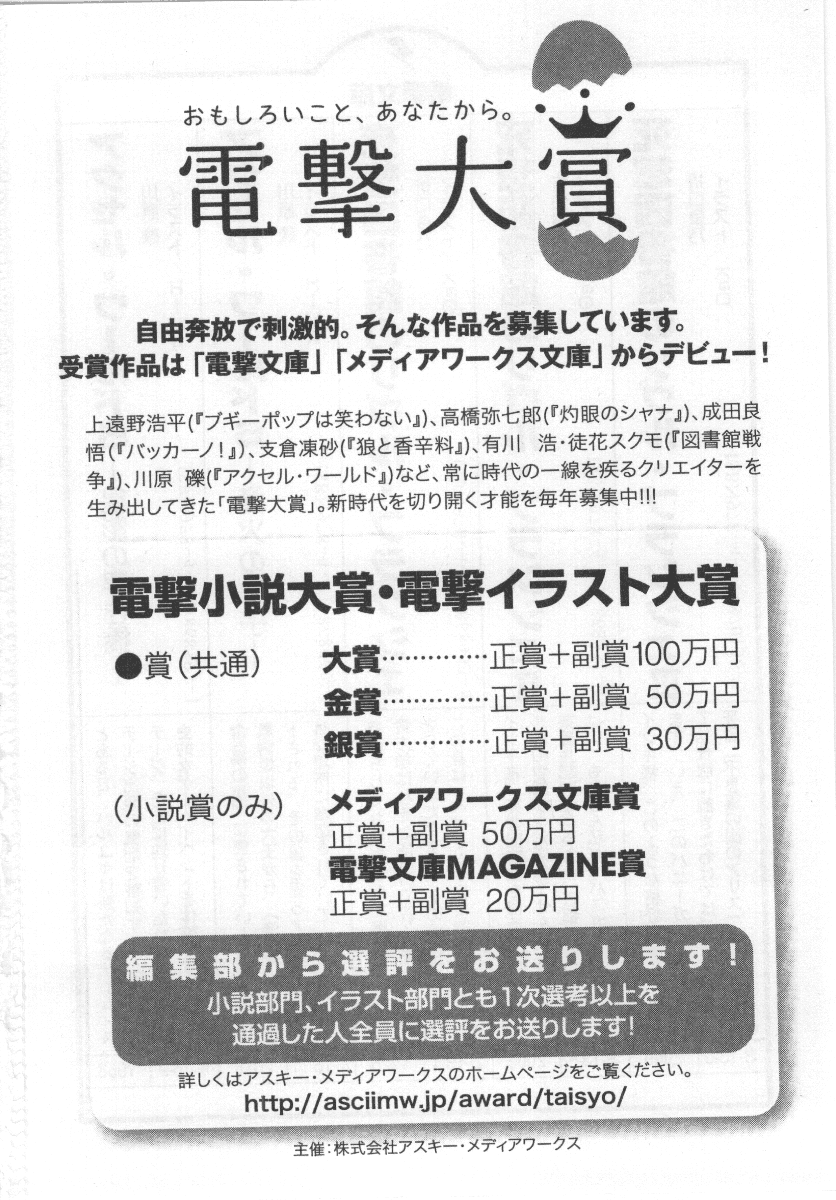 おもしろいこと、あなたから。
電撃大賞
自由奔放で刺激的。そんな作品を募集しています。
受賞作品は「電撃文庫」「メディアワークス文庫」からデビュー！
上遠野浩平(『ブギーポップは笑わない』)、高橋弥七郎(『灼眼のシャナ』)、成田良
悟(『バッカーノ！』)、支倉凍砂(『狼と香辛料』)、有川　浩・徒花スクモ(『図書館戦
争』)、川原　礫(『アクセル・ワールド』)など、常に時代の一線を疾るクリエイターを
生み出してきた「電撃大賞」。新時代を切り開く才能を毎年募集中!!!
電撃小説大賞・電撃イラスト大賞
●賞（共通）　大賞…………正賞＋副賞100万円
金賞…………正賞＋副賞 50万円
銀賞…………正賞＋副賞 30万円
（小説賞のみ）　メディアワークス文庫賞
正賞＋副賞 50万円
電撃文庫MAGAZINE賞
正賞＋副賞 20万円
編集部から選評をお送りします！
小説部門、イラスト部門とも1次選考以上を
通過した人全員に選評をお送りします!
詳しくはアスキー・メディアワークスのホームページをご覧ください。
http://asciimw.jp/award/taisyo/
主催：株式会社アスキー・メディアワークス